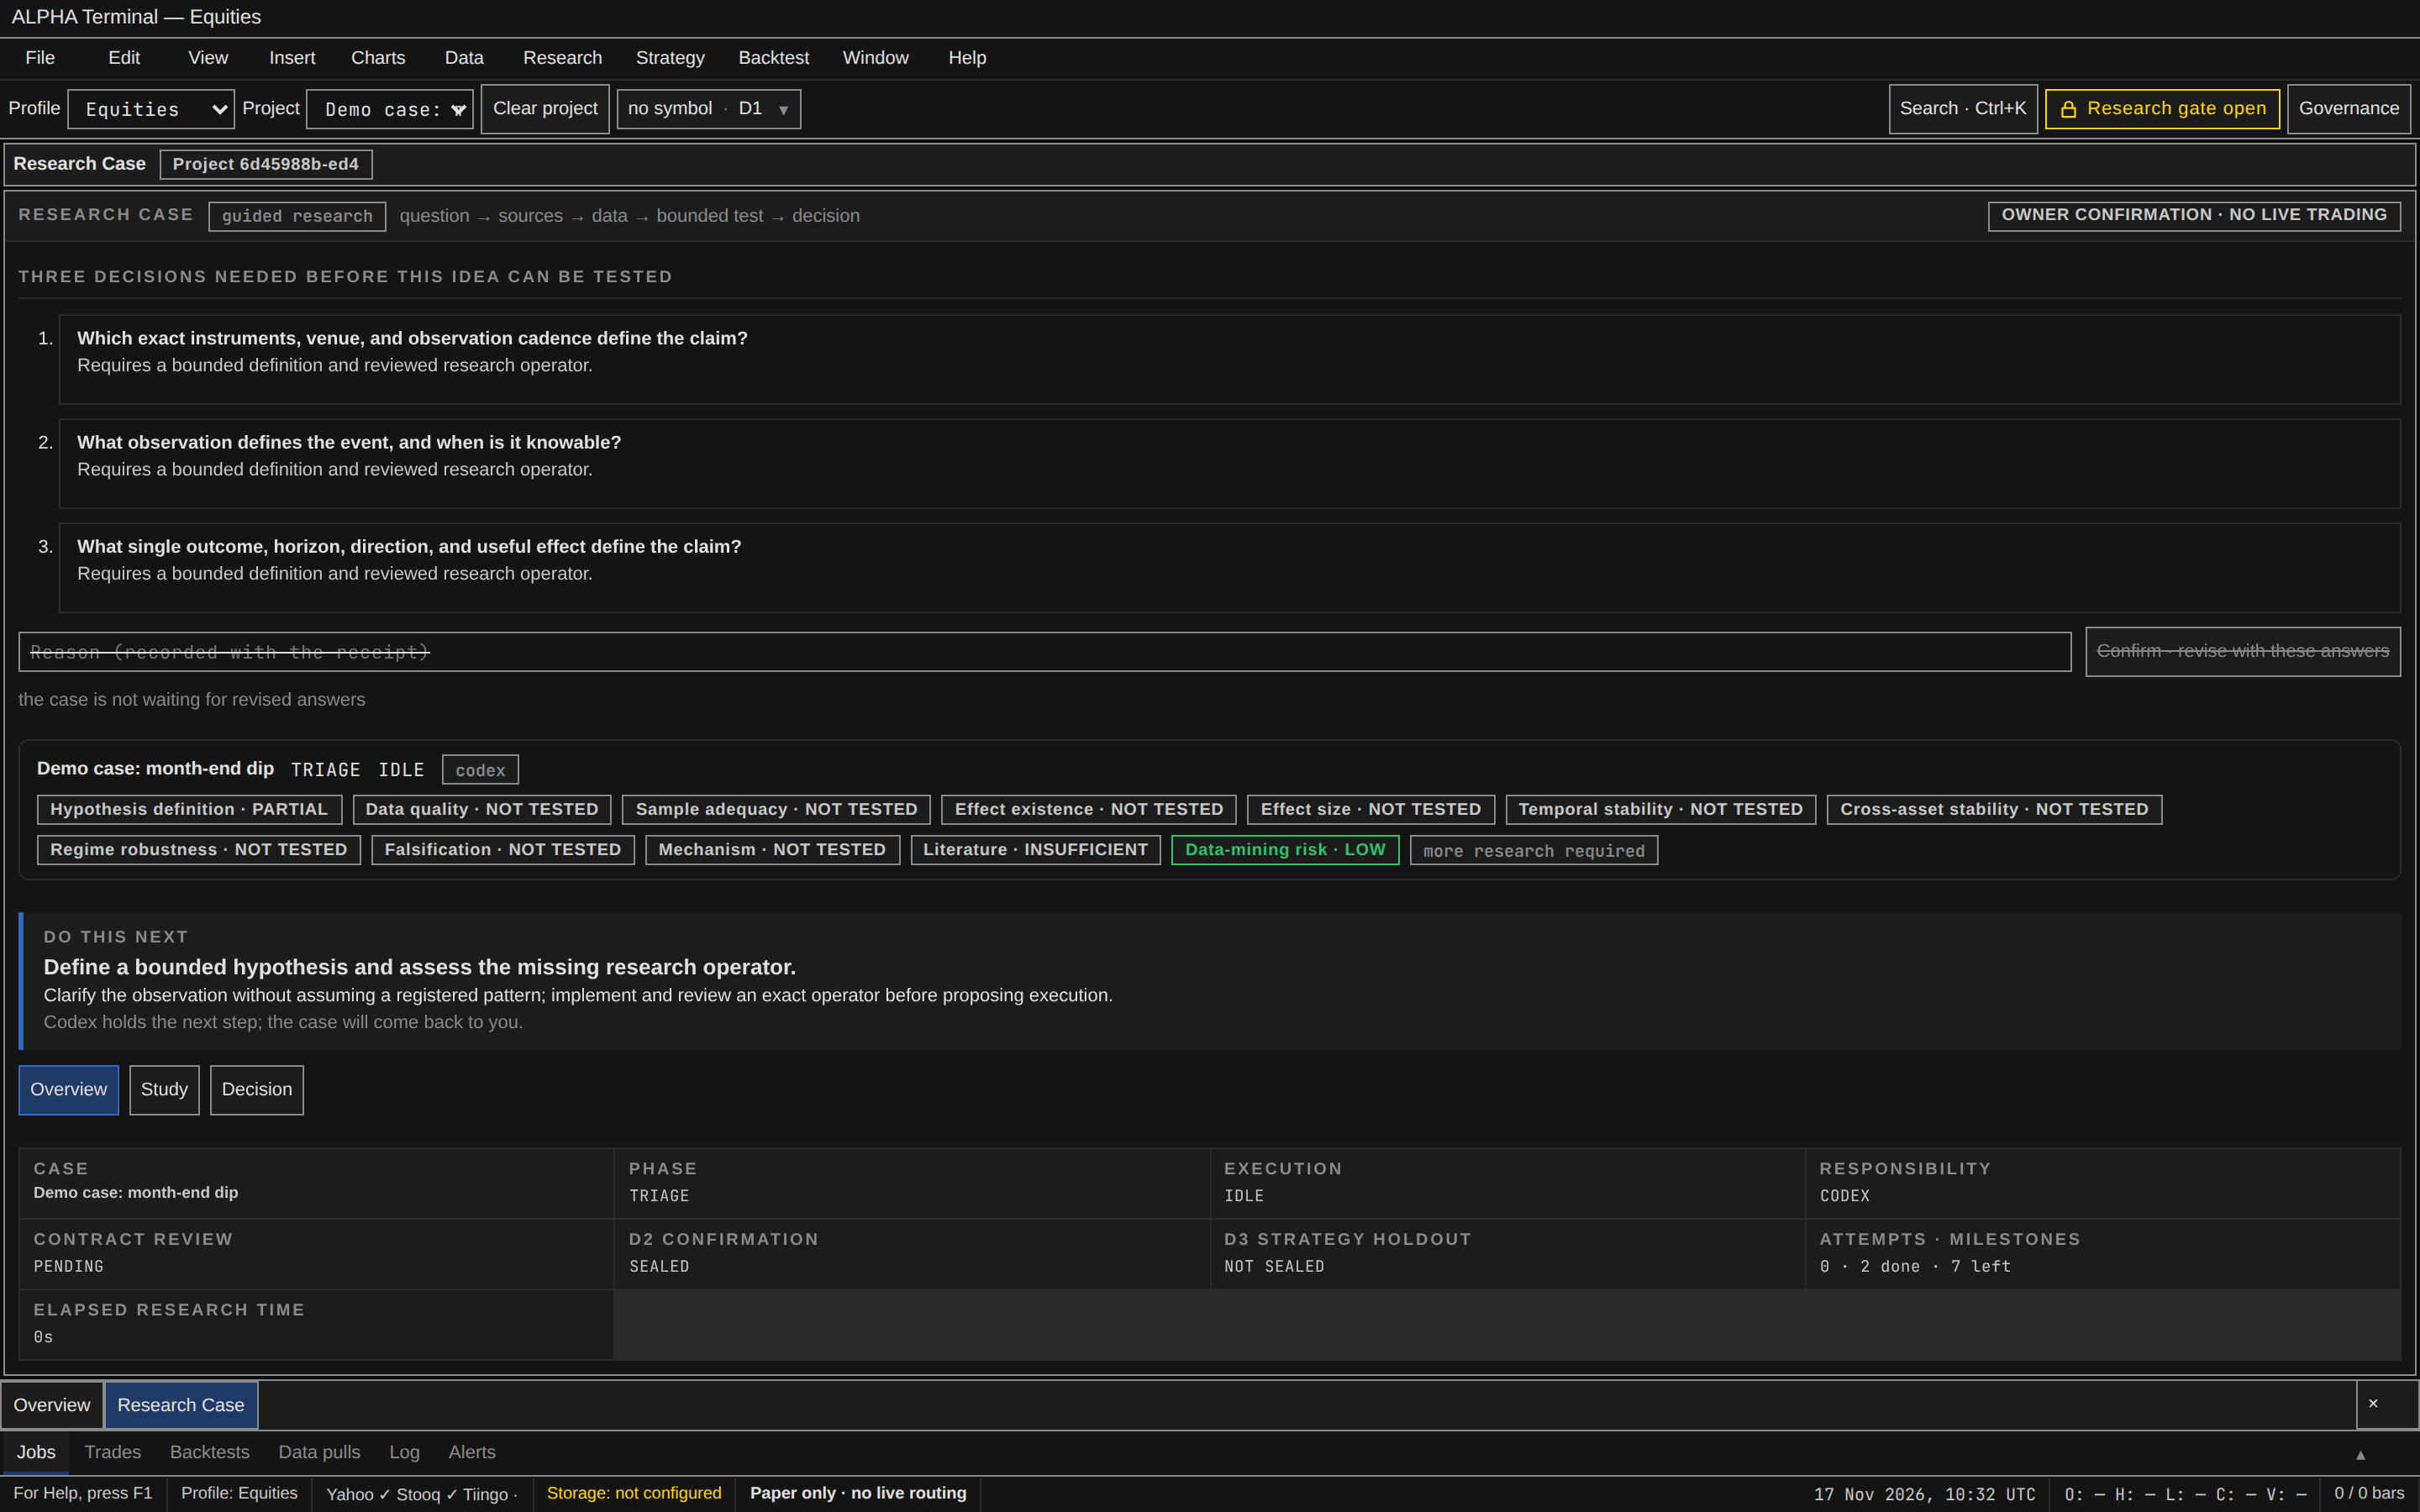 ALPHA Terminal — Equities
File Edit View Insert Charts Data Research Strategy Backtest Window Help
Profile Equities Project Demo case: Clear project no symbol · D1 ▾ Search · Ctrl+K Research gate open Governance
Research Case Project 6d45988b-ed4
RESEARCH CASE guided research question → sources → data → bounded test → decision OWNER CONFIRMATION · NO LIVE TRADING
THREE DECISIONS NEEDED BEFORE THIS IDEA CAN BE TESTED
1. Which exact instruments, venue, and observation cadence define the claim?
Requires a bounded definition and reviewed research operator.
2. What observation defines the event, and when is it knowable?
Requires a bounded definition and reviewed research operator.
3. What single outcome, horizon, direction, and useful effect define the claim?
Requires a bounded definition and reviewed research operator.
Reason (recorded with the receipt) Confirm · revise with these answers
the case is not waiting for revised answers
Demo case: month-end dip TRIAGE IDLE codex
Hypothesis definition · PARTIAL Data quality · NOT TESTED Sample adequacy · NOT TESTED Effect existence · NOT TESTED Effect size · NOT TESTED Temporal stability · NOT TESTED Cross-asset stability · NOT TESTED
Regime robustness · NOT TESTED Falsification · NOT TESTED Mechanism · NOT TESTED Literature · INSUFFICIENT Data-mining risk · LOW more research required
DO THIS NEXT
Define a bounded hypothesis and assess the missing research operator.
Clarify the observation without assuming a registered pattern; implement and review an exact operator before proposing execution.
Codex holds the next step; the case will come back to you.
Overview Study Decision
CASE PHASE EXECUTION RESPONSIBILITY
Demo case: month-end dip TRIAGE IDLE CODEX
CONTRACT REVIEW D2 CONFIRMATION D3 STRATEGY HOLDOUT ATTEMPTS · MILESTONES
PENDING SEALED NOT SEALED 0 · 2 done · 7 left
ELAPSED RESEARCH TIME
0s
Overview Research Case ×
Jobs Trades Backtests Data pulls Log Alerts ▲
For Help, press F1 Profile: Equities Yahoo ✓ Stooq ✓ Tiingo · Storage: not configured Paper only · no live routing 17 Nov 2026, 10:32 UTC O: — H: — L: — C: — V: — 0 / 0 bars